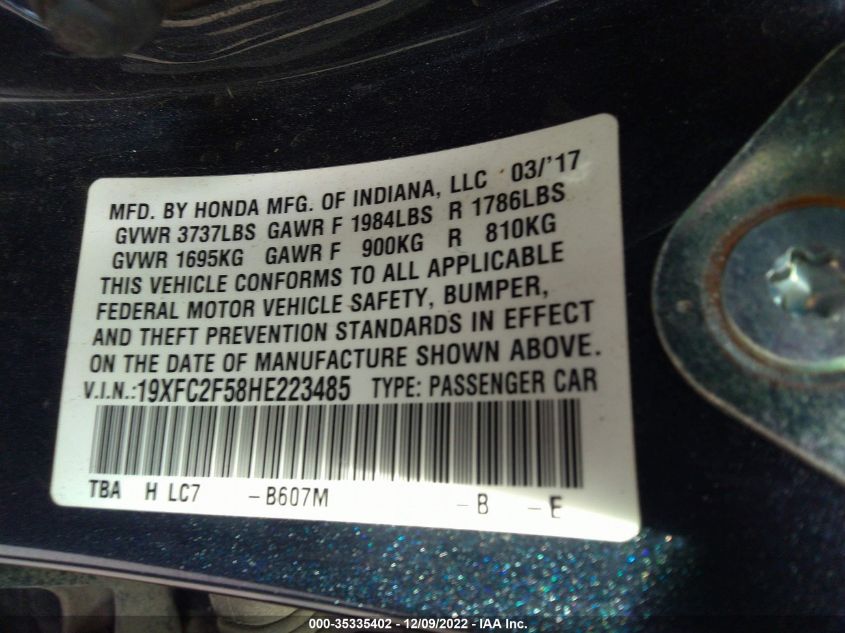 MFD. BY HONDA MFG. OF INDIANA, LLC 03/'17
GVWR 3737LBS GAWR F 1984LBS R 1786LBS
GVWR 1695KG GAWR F 900KG R 810KG
THIS VEHICLE CONFORMS TO ALL APPLICABLE
FEDERAL MOTOR VEHICLE SAFETY, BUMPER,
AND THEFT PREVENTION STANDARDS IN EFFECT
ON THE DATE OF MANUFACTURE SHOWN ABOVE.
V.I.N.:19XFC2F58HE223485 TYPE: PASSENGER CAR
TBA H LC7 -B607M -B -E
000-35335402 - 12/09/2022 - IAA Inc.